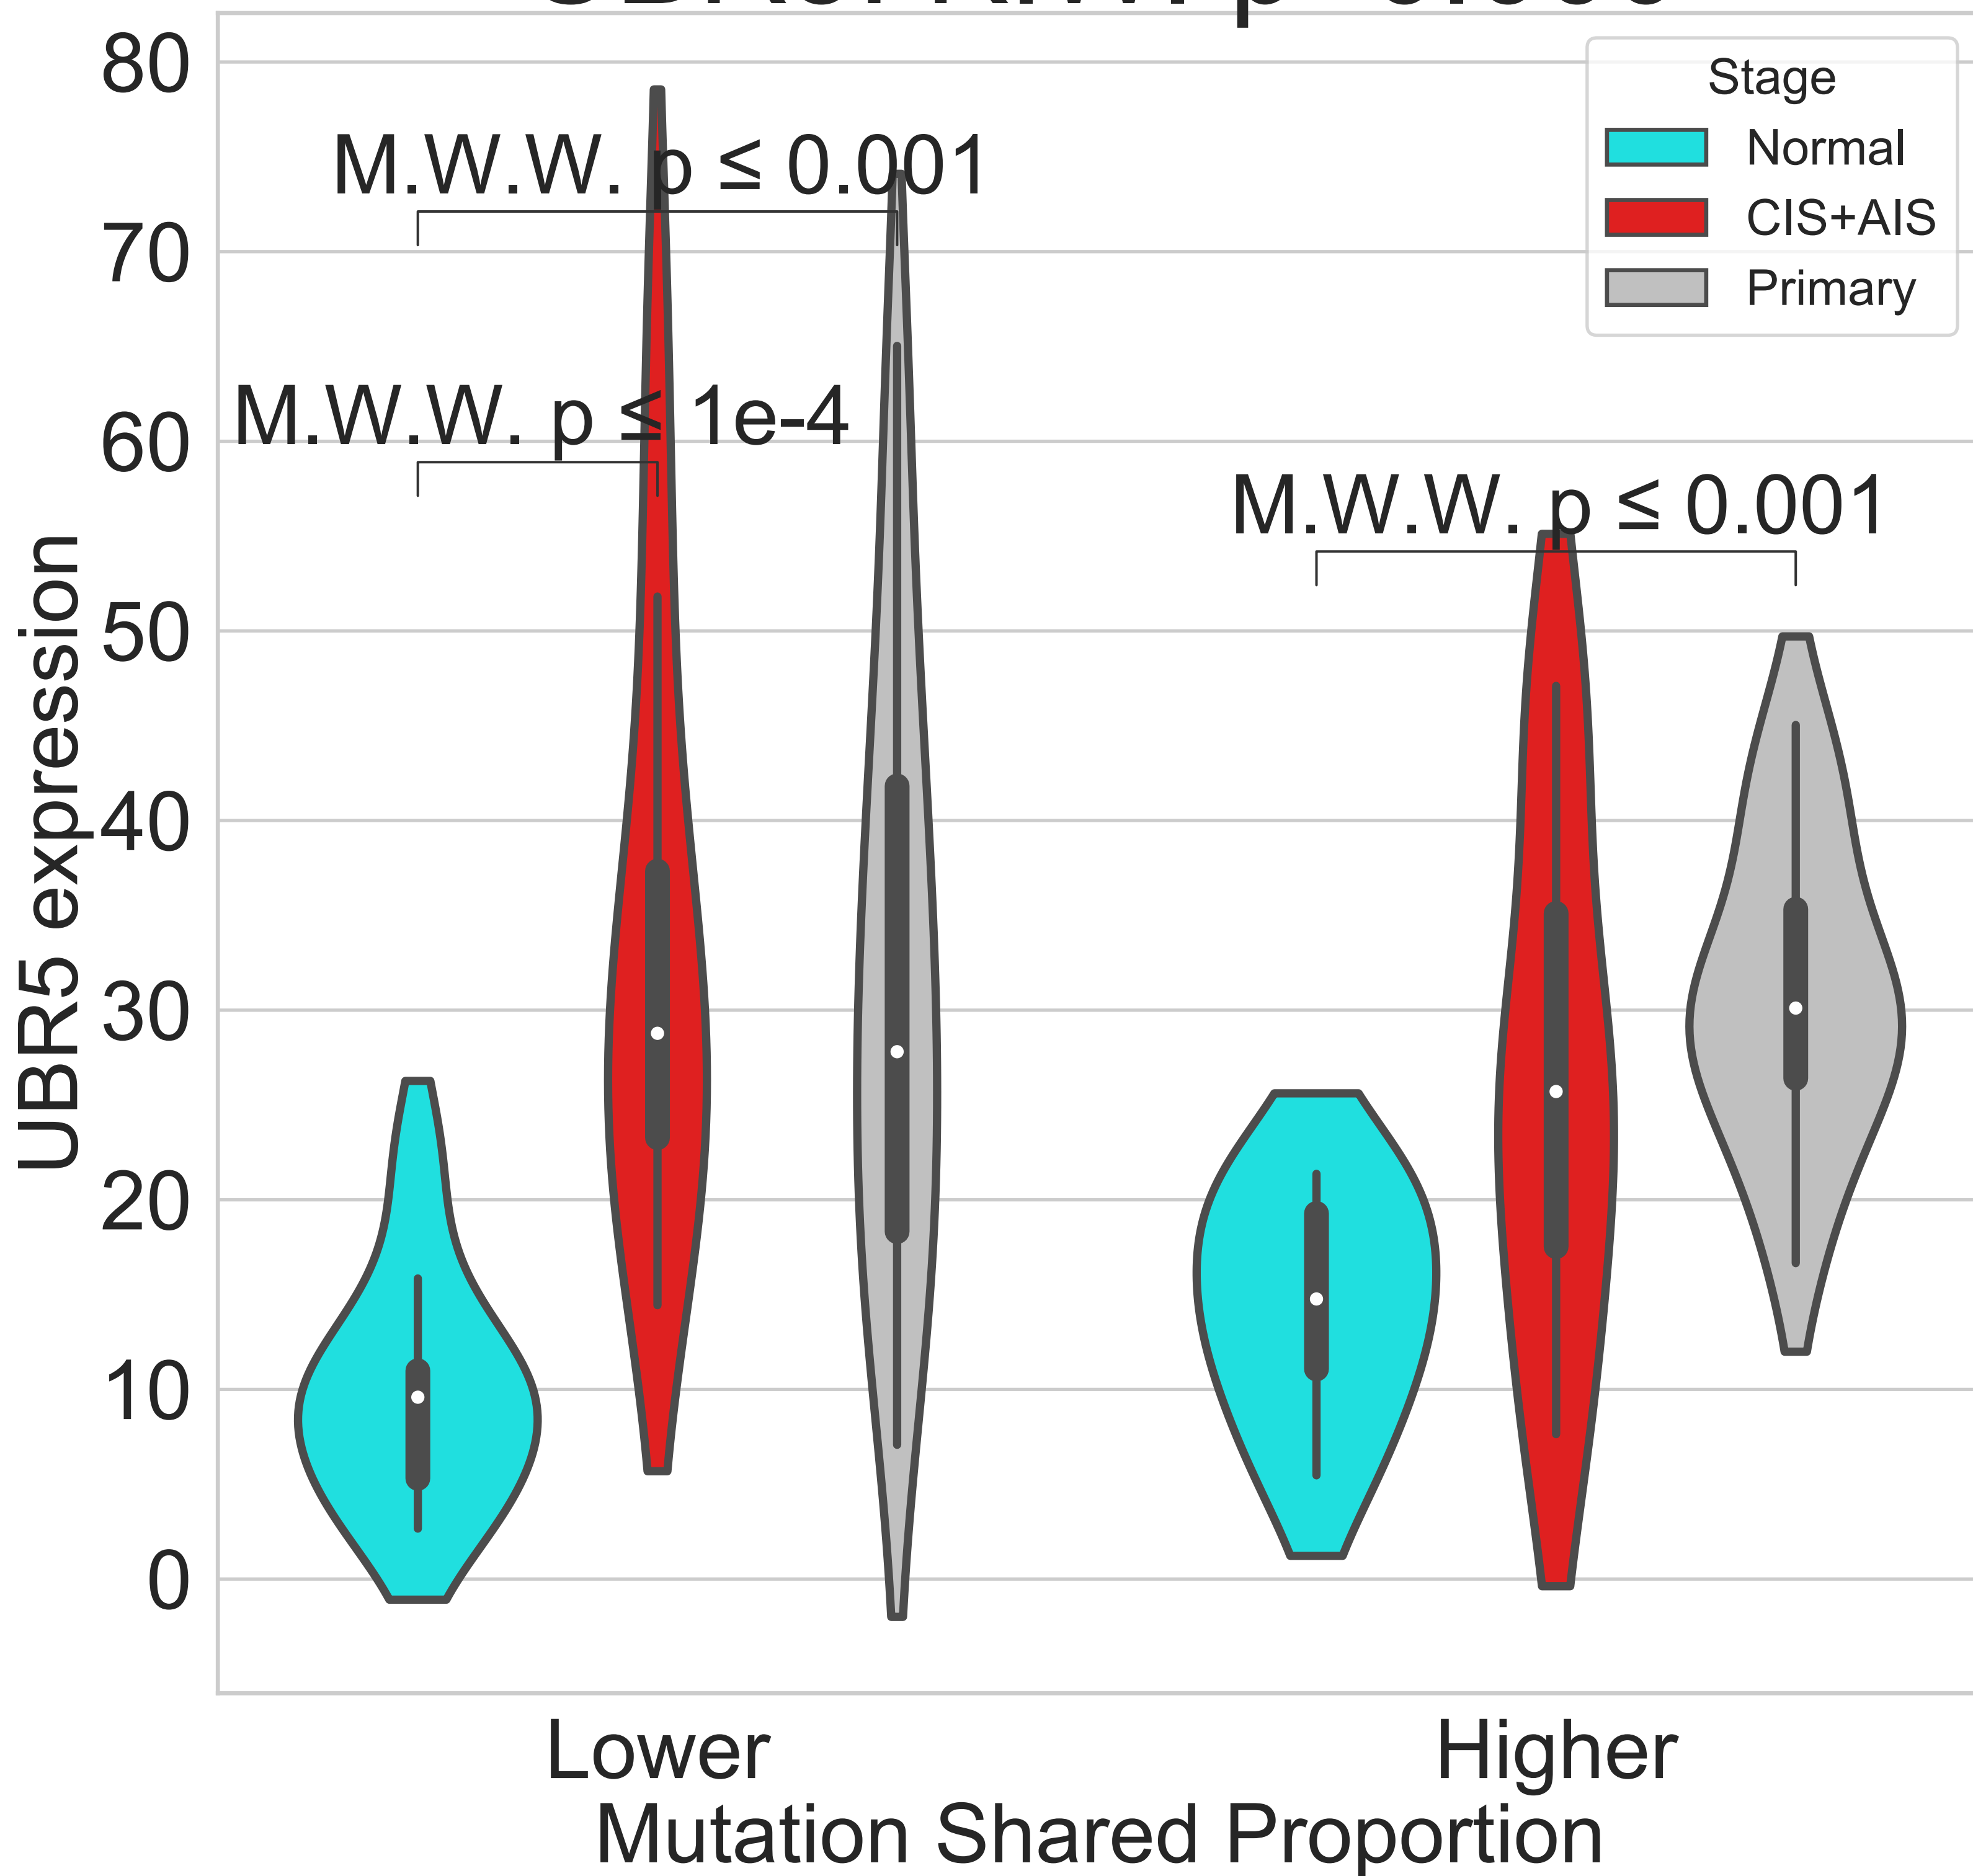 80
70
60
50
40
30
20
10
0
UBR5 expression
M.W.W. p ≤ 0.001
M.W.W. p ≤ 1e-4
M.W.W. p ≤ 0.001
Stage
Normal
CIS+AIS
Primary
Lower
Higher
Mutation Shared Proportion